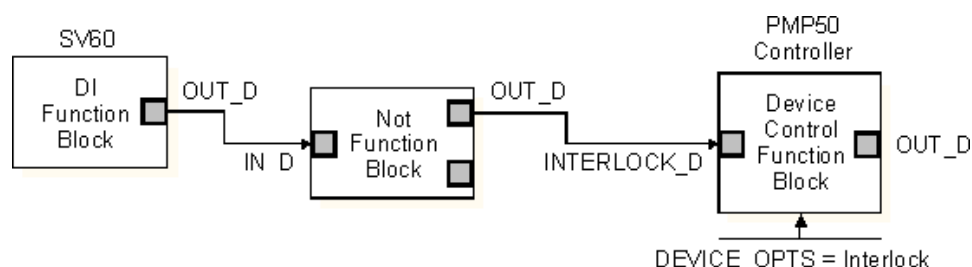 SV60
DI
Function
Block
OUT_D
IN_D
Not
Function
Block
OUT_D
INTERLOCK_D
PMP50
Controller
Device
Control
Function
Block
OUT_D
DEVICE_OPTS = Interlock